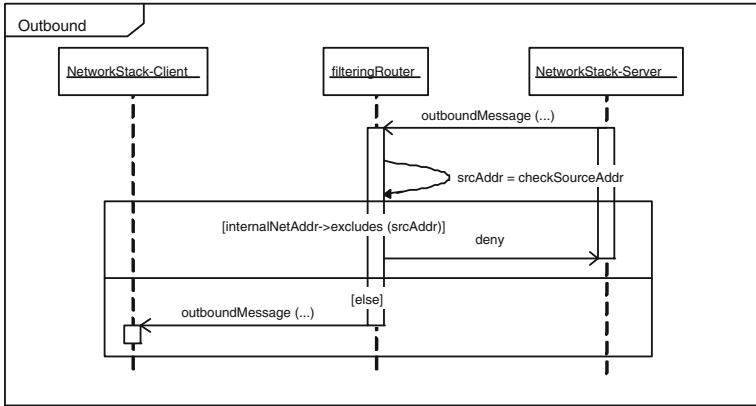 Outbound
NetworkStack-Client
filteringRouter
NetworkStack-Server
outboundMessage (...)
srcAddr = checkSourceAddr
[internalNetAddr->excludes (srcAddr)]
deny
[else]
outboundMessage (...)